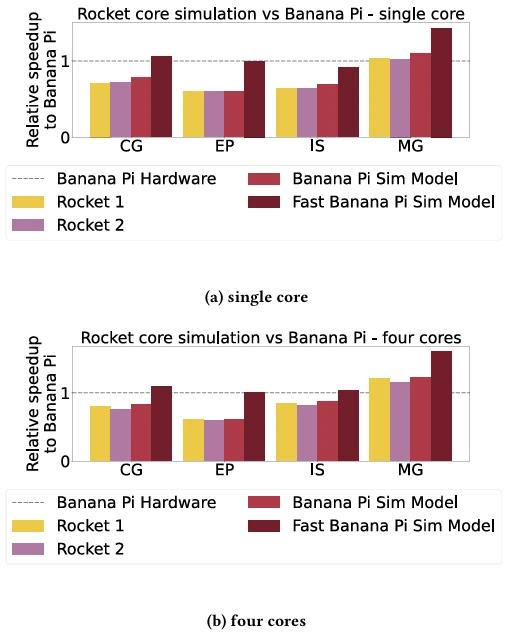 Rocket core simulation vs Banana Pi - single core
Relative speedup
to Banana Pi
1
0
CG EP IS MG
Banana Pi Hardware
Rocket 1
Rocket 2
Banana Pi Sim Model
Fast Banana Pi Sim Model
(a) single core
Rocket core simulation vs Banana Pi - four cores
Relative speedup
to Banana Pi
1
0
CG EP IS MG
Banana Pi Hardware
Rocket 1
Rocket 2
Banana Pi Sim Model
Fast Banana Pi Sim Model
(b) four cores